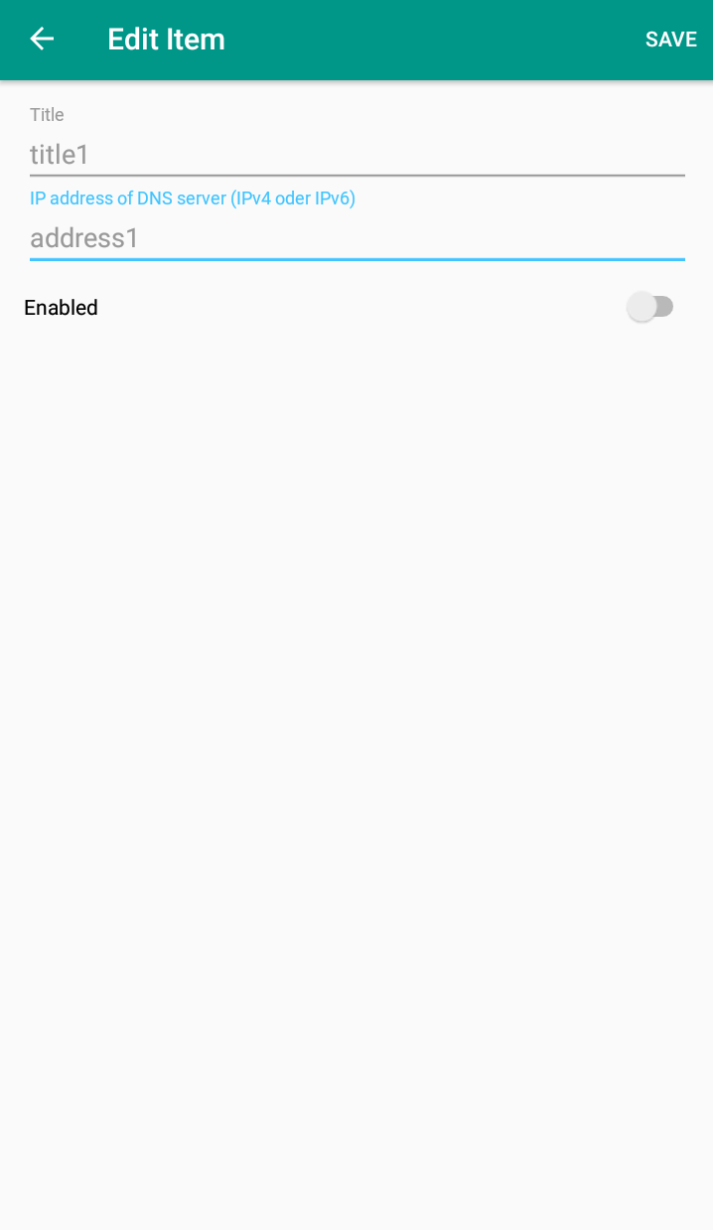 Edit Item
SAVE
Title
title1
IP address of DNS server (IPv4 oder IPv6)
address1
Enabled